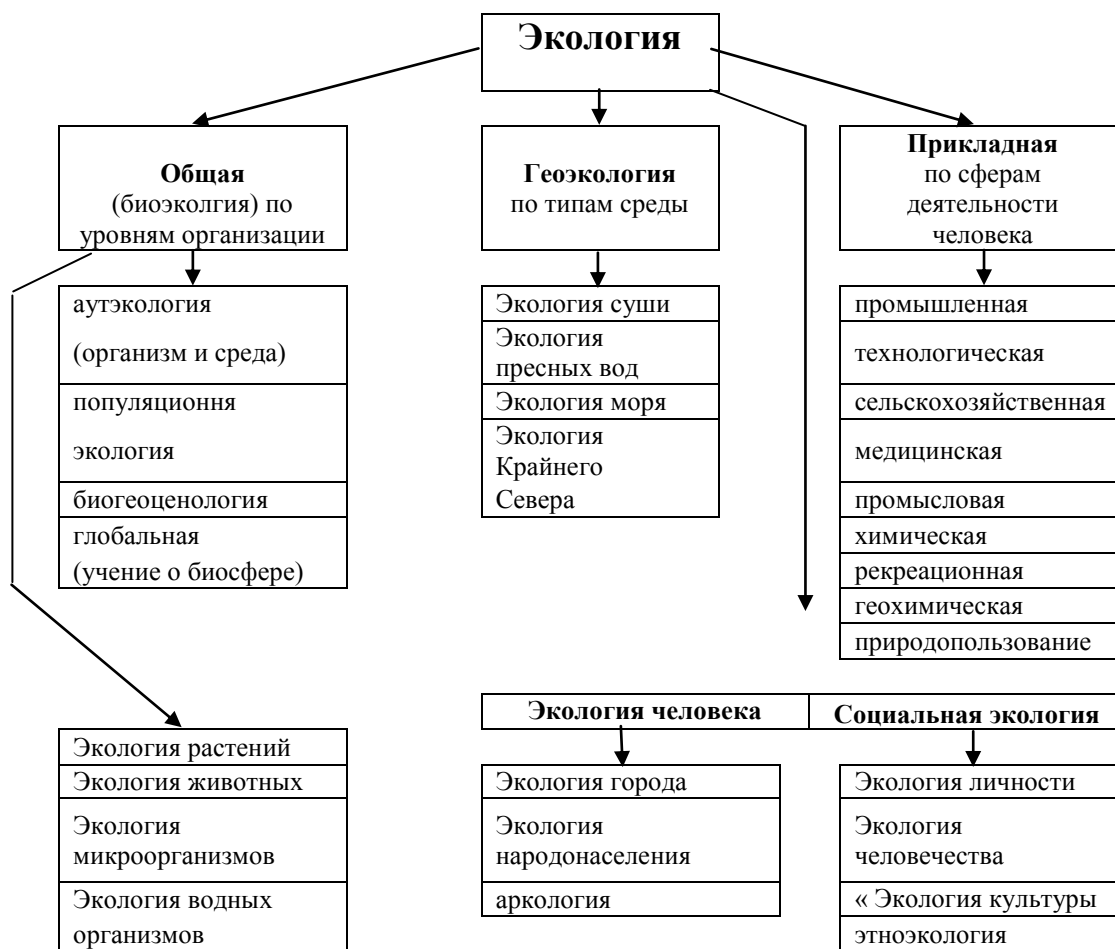 Экология
Общая
(биоэколгия) по
уровням организации
Геоэкология
по типам среды
Прикладная
по сферам
деятельности
человека
аутэкология
(организм и среда)
популяционня
экология
биогеоценология
глобальная
(учение о биосфере)
Экология суши
Экология
пресных вод
Экология моря
Экология
Крайнего
Севера
промышленная
технологическая
сельскохозяйственная
медицинская
промысловая
химическая
рекреационная
геохимическая
природопользование
Экология растений
Экология животных
Экология
микроорганизмов
Экология водных
организмов
Экология человека
Социальная экология
Экология города
Экология
народонаселения
аркология
Экология личности
Экология
человечества
« Экология культуры
этноэкология